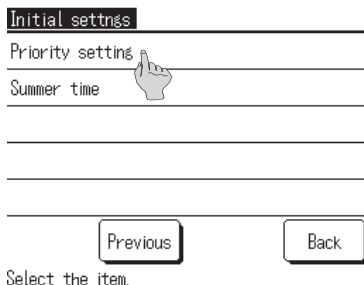 Initial settngs
Priority setting
Summer time
Previous
Back
Select the item.